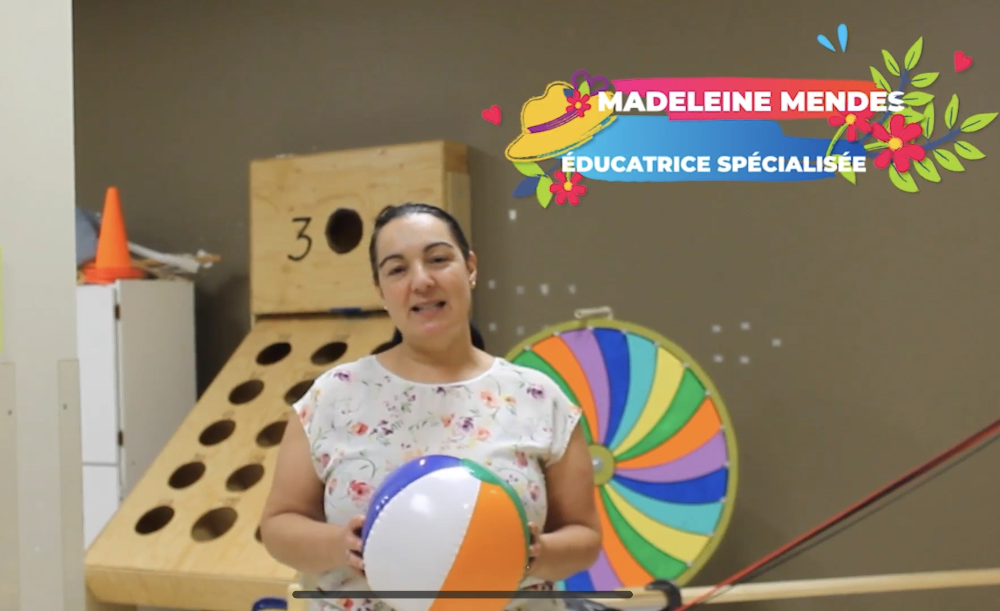 MADELEINE MENDES
ÉDUCATRICE SPÉCIALISÉE
3